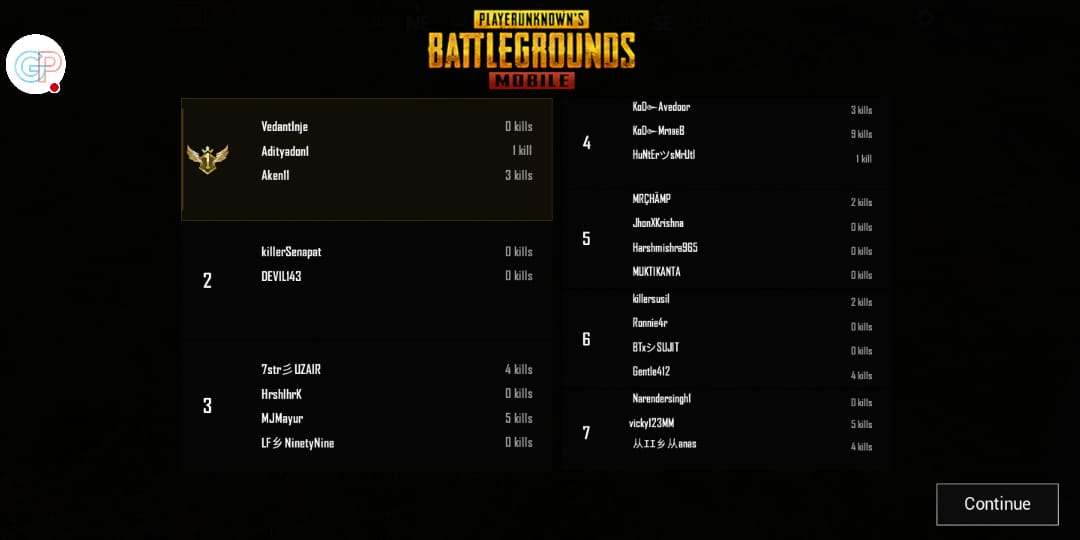 PLAYERUNKNOWN'S
BATTLEGROUNDS
MOBILE
GP
1
VedantInje 0 kills
Adityadon1 1 kill
Aken11 3 kills
2
killerSenapat 0 kills
DEVIL143 0 kills
3
7str彡UZAIR 4 kills
HrshIhrK 0 kills
MJMayur 5 kills
LF乡NinetyNine 0 kills
4
Avedoor 3 kills
9 kills
HuNtErツsMrUtI 1 kill
5
MRÇHÄMP 2 kills
JhonXKrishna 0 kills
Harshmishra965 0 kills
MUKTIKANTA 0 kills
6
killersusil 2 kills
Ronnie4r 0 kills
BTxシSUJIT 0 kills
Gentle412 4 kills
7
Narendersingh1 0 kills
vicky123MM 5 kills
从ɪɪ乡从anas 4 kills
Continue